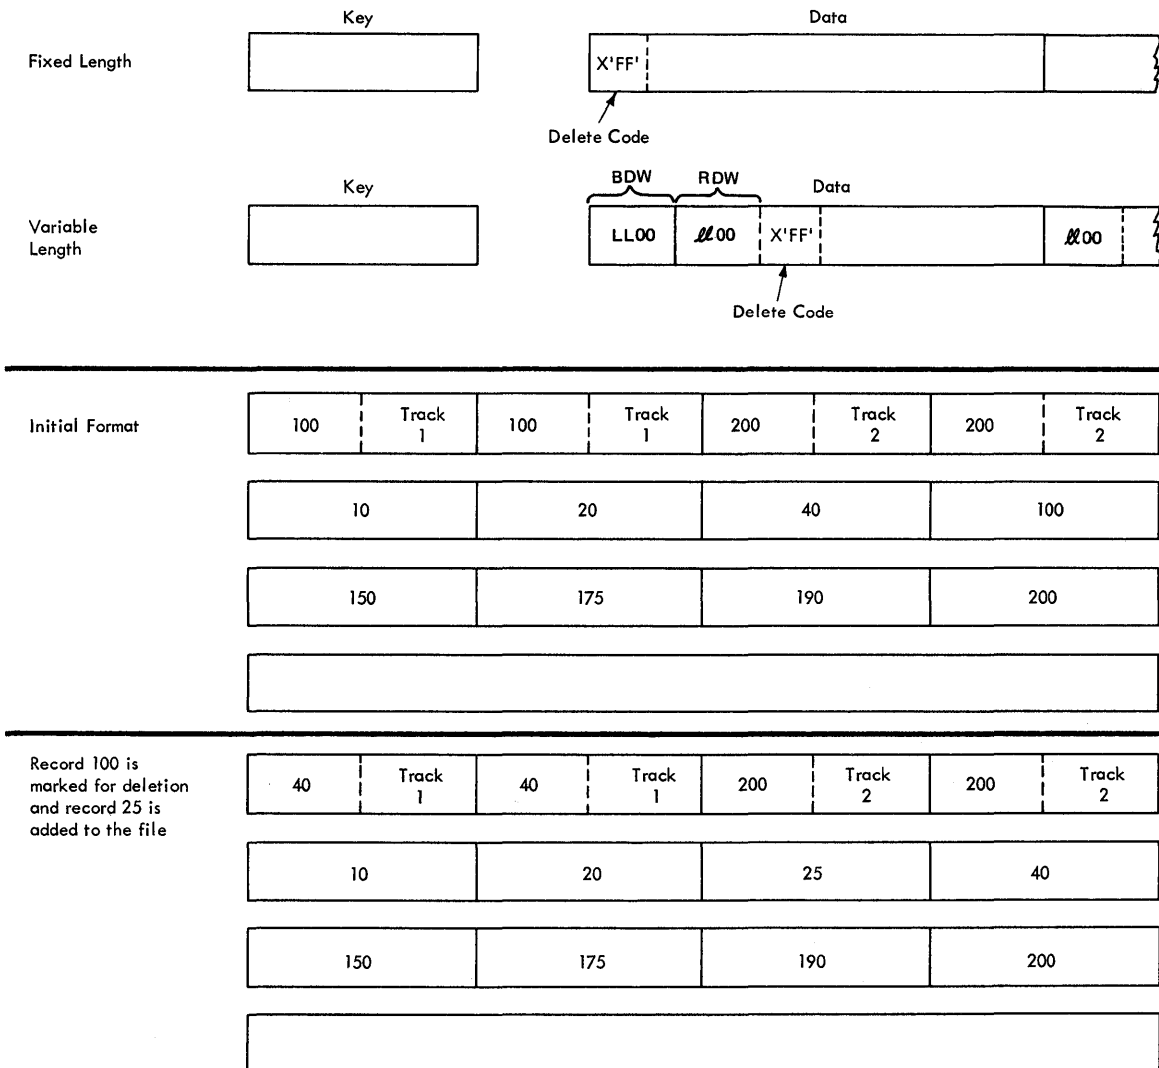 Key Data
Fixed Length
X'FF'
Delete Code
BDW RDW
Key Data
Variable
Length
LL00 ll00 X'FF' ll00
Delete Code
Initial Format
100 Track 1 100 Track 1 200 Track 2 200 Track 2
10 20 40 100
150 175 190 200
Record 100 is
marked for deletion
and record 25 is
added to the file
40 Track 1 40 Track 1 200 Track 2 200 Track 2
10 20 25 40
150 175 190 200